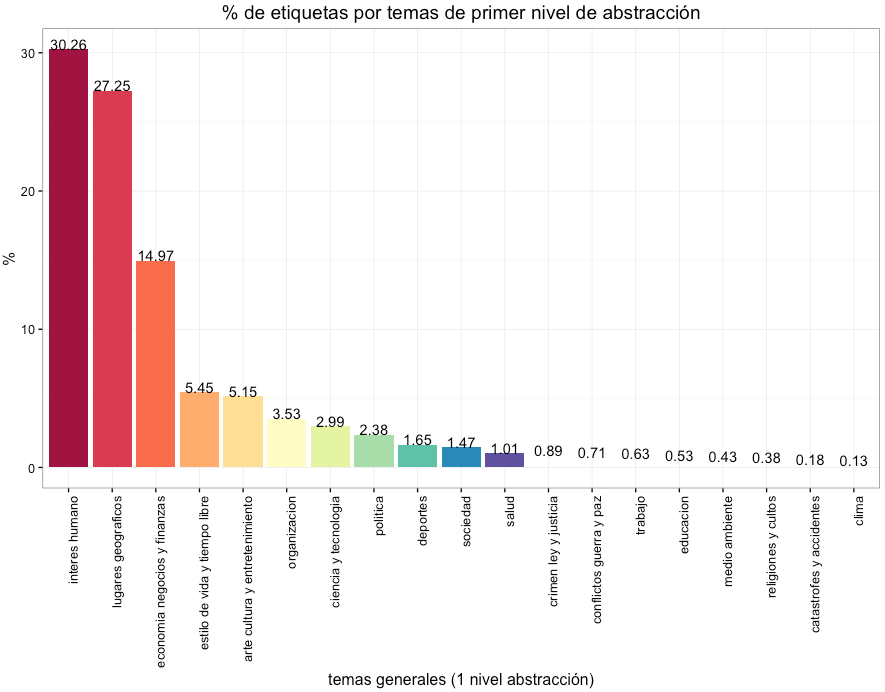 % de etiquetas por temas de primer nivel de abstracción
%
30
20
10
0
30.26
27.25
14.97
5.45
5.15
3.53
2.99
2.38
1.65
1.47
1.01
0.89
0.71
0.63
0.53
0.43
0.38
0.18
0.13
interes humano
lugares geograficos
economia negocios y finanzas
estilo de vida y tiempo libre
arte cultura y entretenimiento
organizacion
ciencia y tecnologia
politica
deportes
sociedad
salud
crimen ley y justicia
conflictos guerra y paz
trabajo
educacion
medio ambiente
religiones y cultos
catastrofes y accidentes
clima
temas generales (1 nivel abstracción)